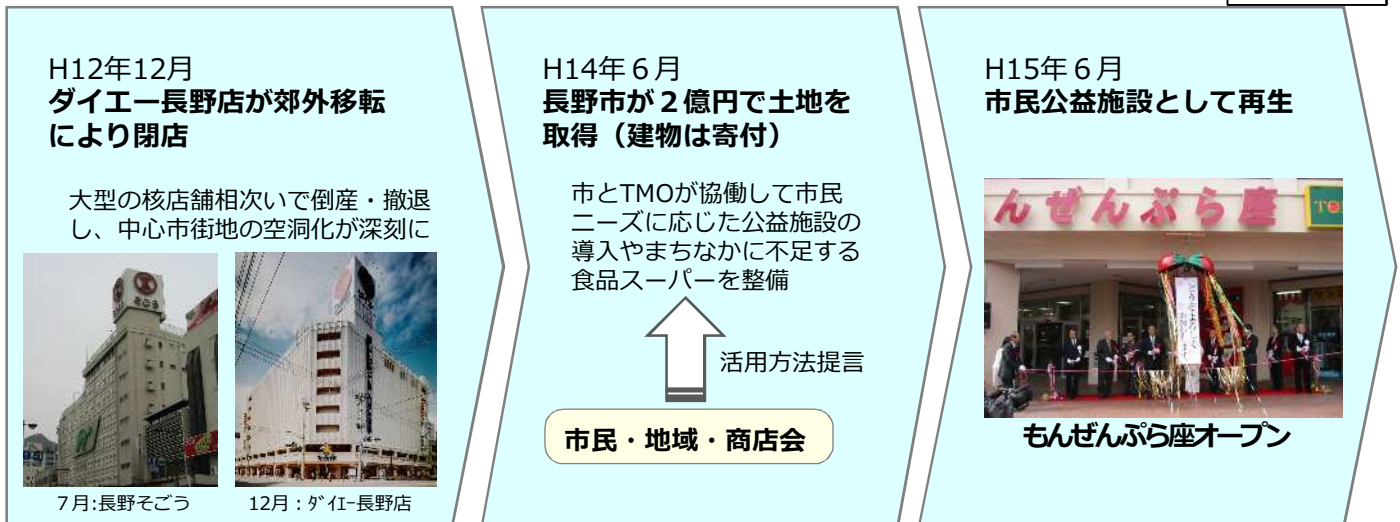 H12年12月
ダイエー長野店が郊外移転
により閉店
大型の核店舗相次いで倒産・撤退
し、中心市街地の空洞化が深刻に
そごう
7月:長野そごう
12月：ﾀﾞｲｴｰ長野店
H14年６月
長野市が２億円で土地を
取得（建物は寄付）
市とTMOが協働して市民
ニーズに応じた公益施設の
導入やまちなかに不足する
食品スーパーを整備
活用方法提言
市民・地域・商店会
H15年６月
市民公益施設として再生
んぜんぷら座
もんぜんぷら座オープン